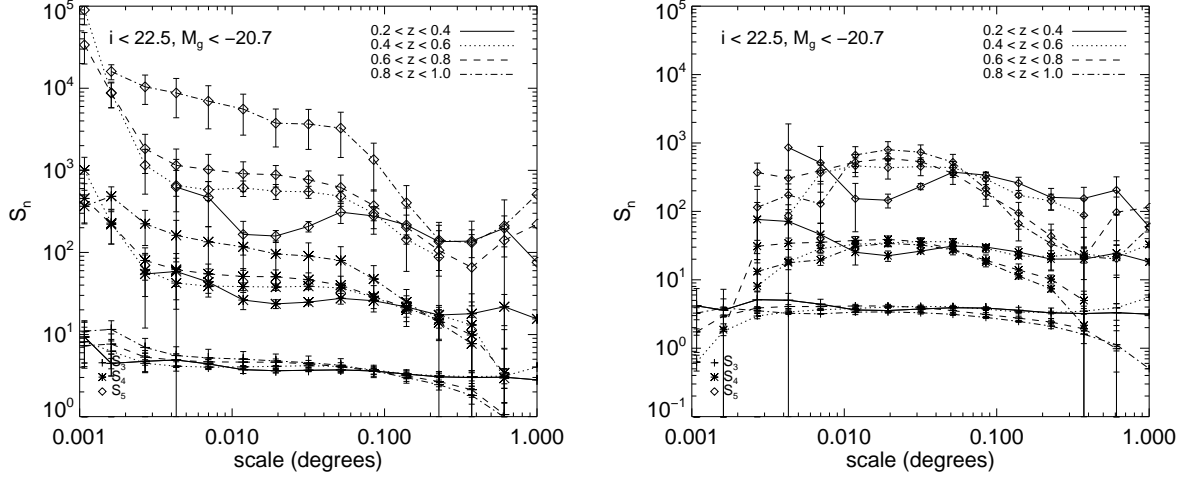 i < 22.5, M_g < −20.7
0.2 < z < 0.4
0.4 < z < 0.6
0.6 < z < 0.8
0.8 < z < 1.0
10^5
10^4
10^3
10^2
10^1
10^0
S_n
S_3
S_4
S_5
0.001 0.010 0.100 1.000
scale (degrees)
i < 22.5, M_g < −20.7
0.2 < z < 0.4
0.4 < z < 0.6
0.6 < z < 0.8
0.8 < z < 1.0
10^5
10^4
10^3
10^2
10^1
10^0
10^−1
S_n
S_3
S_4
S_5
0.001 0.010 0.100 1.000
scale (degrees)